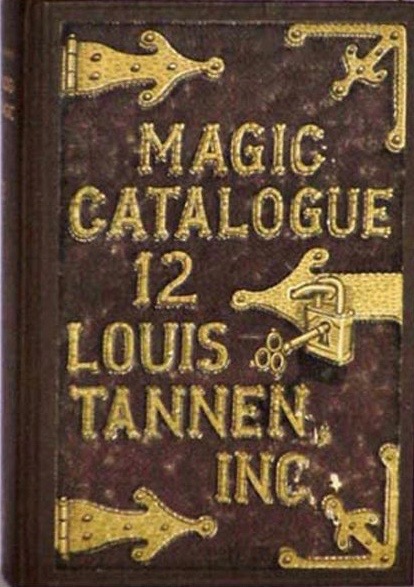 MAGIC
CATALOGUE
12
LOUIS
TANNEN,
INC.